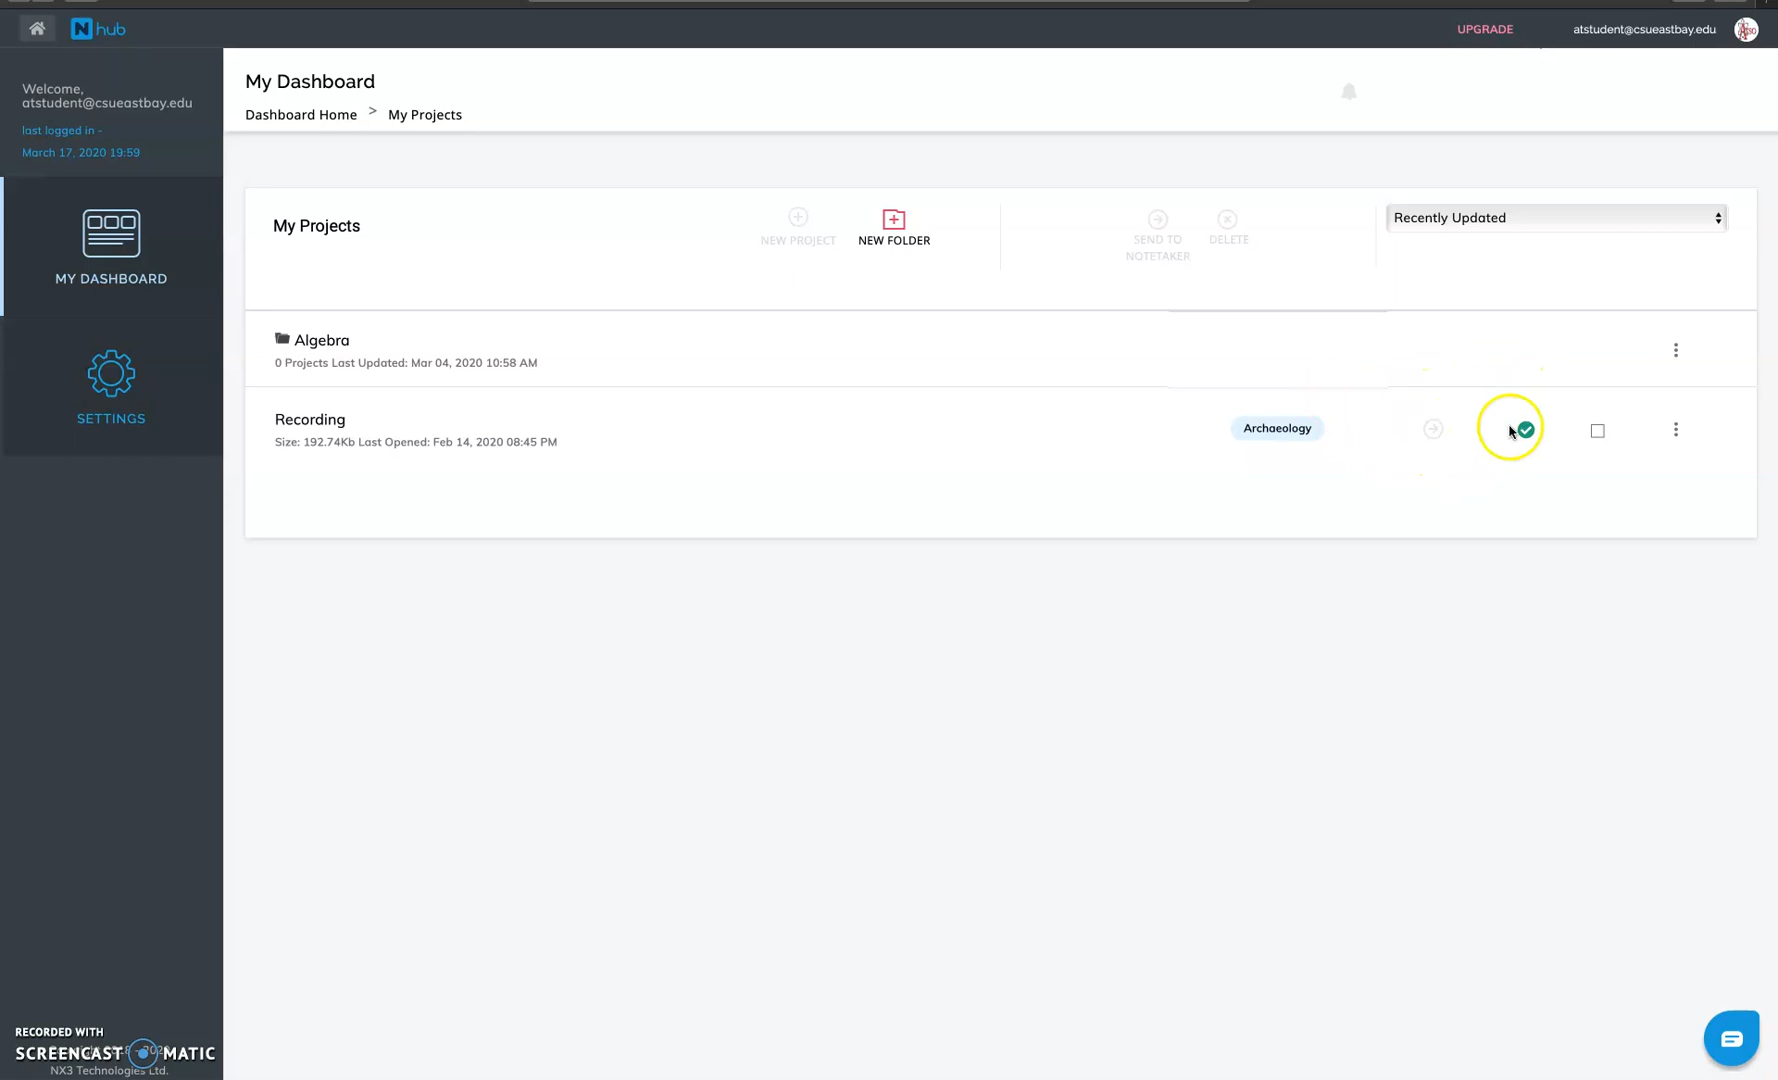 N hub
UPGRADE
atstudent@csueastbay.edu
Welcome,
atstudent@csueastbay.edu
last logged in -
March 17, 2020 19:59
MY DASHBOARD
SETTINGS
My Dashboard
Dashboard Home > My Projects
My Projects
NEW PROJECT
NEW FOLDER
SEND TO
NOTETAKER
DELETE
Recently Updated
Algebra
0 Projects Last Updated: Mar 04, 2020 10:58 AM
Recording
Size: 192.74Kb Last Opened: Feb 14, 2020 08:45 PM
Archaeology
RECORDED WITH
SCREENCAST MATIC
NX3 Technologies Ltd.